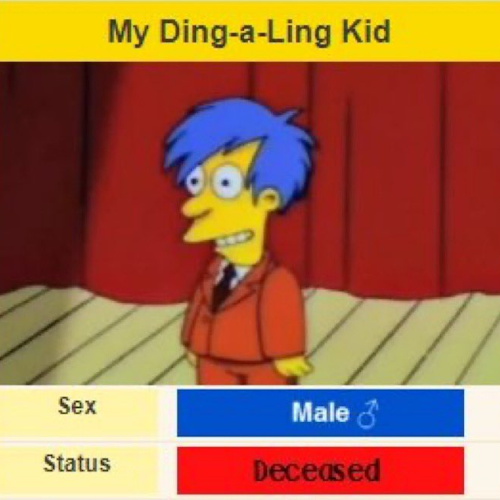 My Ding-a-Ling Kid
Sex
Male ♂
Status
Deceased